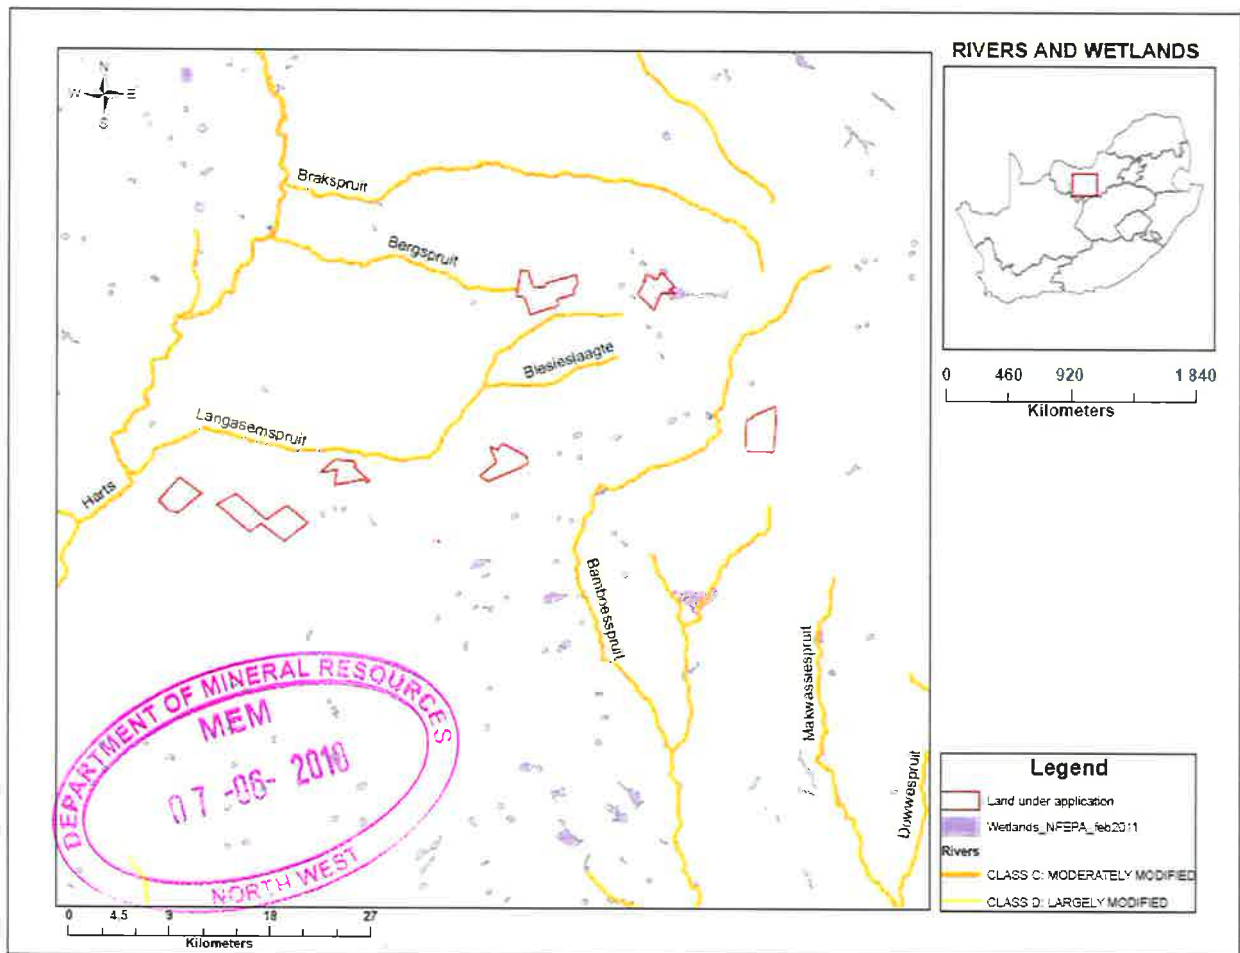 RIVERS AND WETLANDS
N
W E
S
Brakspruit
Bergspruit
Blesieslaagte
Langasemspruit
Harts
Bamboesspruit
Makwassiespruit
Dowwespruit
0 460 920 1 840
Kilometers
DEPARTMENT OF MINERAL RESOURCES
MEM
07 -06- 2018
NORTH WEST
Legend
Land under application
Wetlands_NFEPA_feb2011
Rivers
CLASS C: MODERATELY MODIFIED
CLASS D: LARGELY MODIFIED
0 4.5 9 18 27
Kilometers